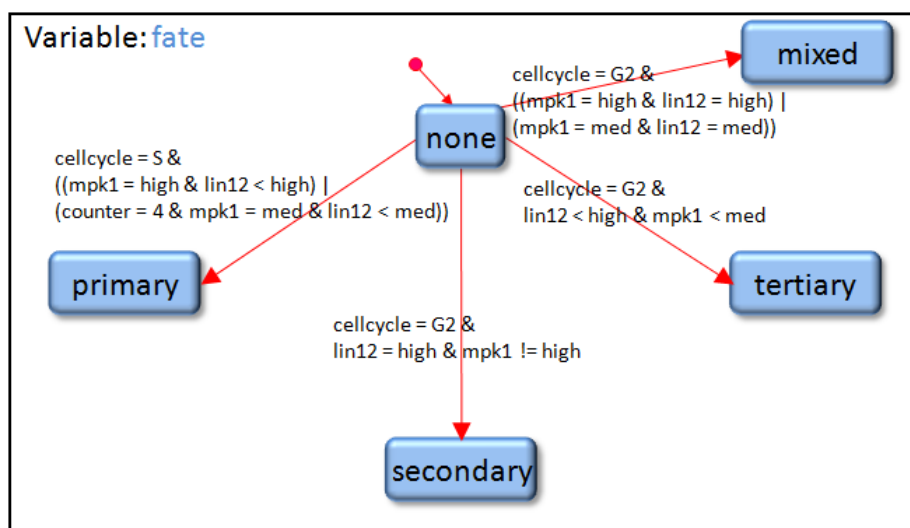 Variable: fate
mixed
cellcycle = G2 &
((mpk1 = high & lin12 = high) |
(mpk1 = med & lin12 = med))
none
cellcycle = S &
((mpk1 = high & lin12 < high) |
(counter = 4 & mpk1 = med & lin12 < med))
cellcycle = G2 &
lin12 < high & mpk1 < med
primary
tertiary
cellcycle = G2 &
lin12 = high & mpk1 != high
secondary